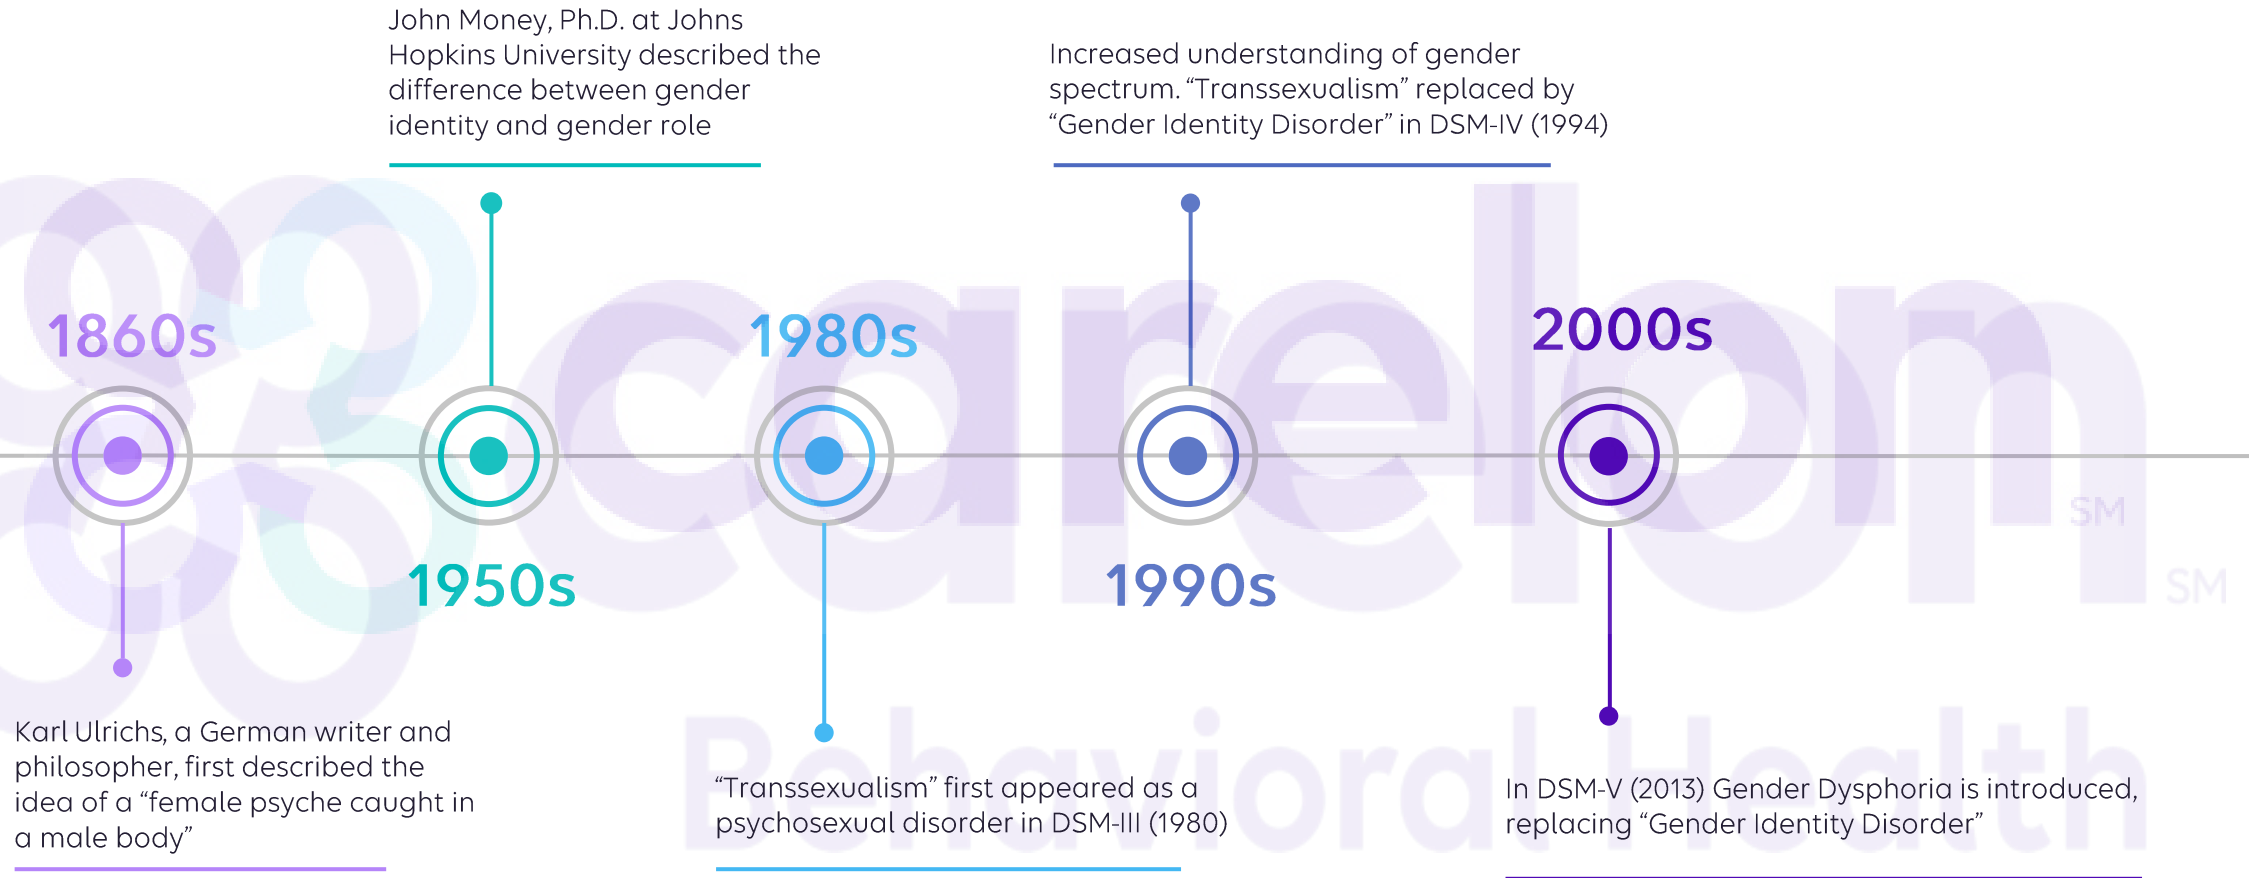 John Money, Ph.D. at Johns
Hopkins University described the
difference between gender
identity and gender role
Increased understanding of gender
spectrum. “Transsexualism” replaced by
“Gender Identity Disorder” in DSM-IV (1994)
1860s
1950s
1980s
1990s
2000s
carelon SM
SM
Behavioral Health
Karl Ulrichs, a German writer and
philosopher, first described the
idea of a “female psyche caught in
a male body”
“Transsexualism” first appeared as a
psychosexual disorder in DSM-III (1980)
In DSM-V (2013) Gender Dysphoria is introduced,
replacing “Gender Identity Disorder”